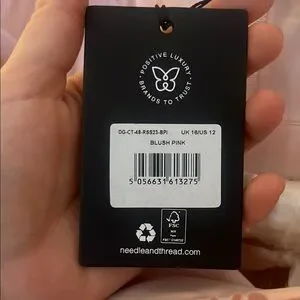 POSITIVE LUXURY
BRANDS TO TRUST
DG-CT-48-RSS23-BPI UK 16/US 12
BLUSH PINK
5 056631 613275
FSC
needleandthread.com